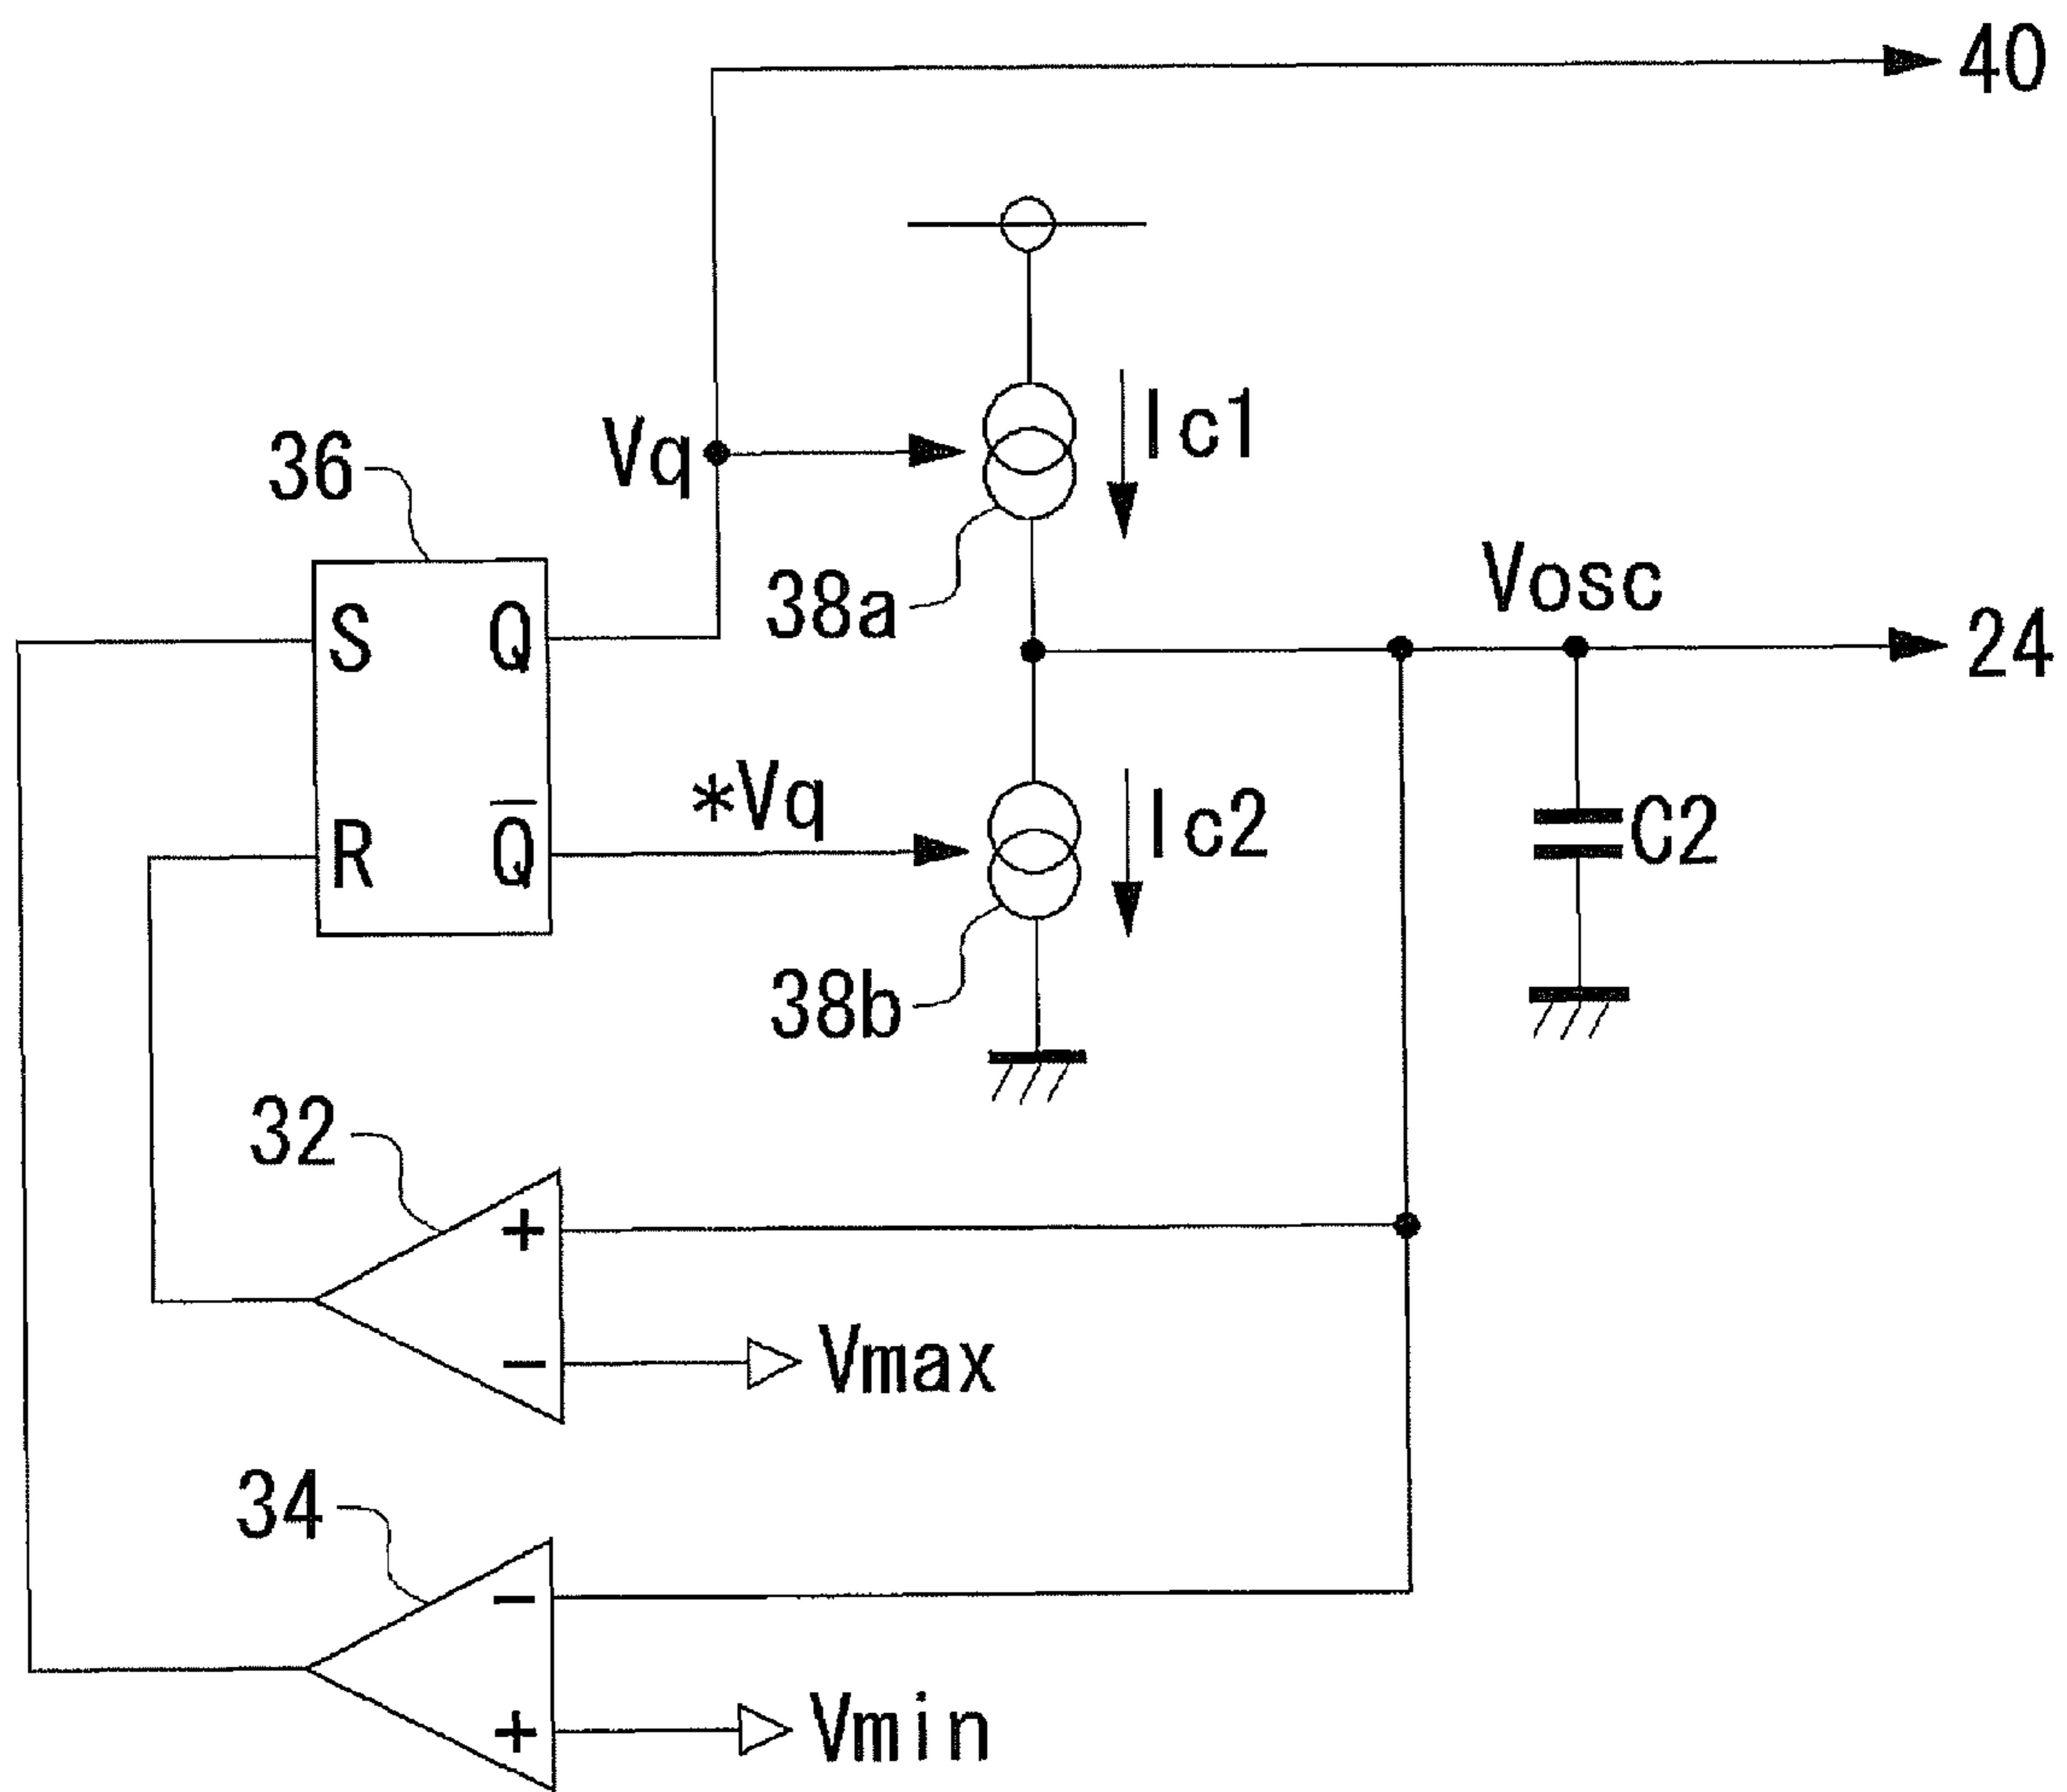 40
Vq
Ic1
36
38a
Vosc
24
S Q
*Vq
Ic2
C2
R Q̅
38b
32
+
−
Vmax
34
−
+
Vmin